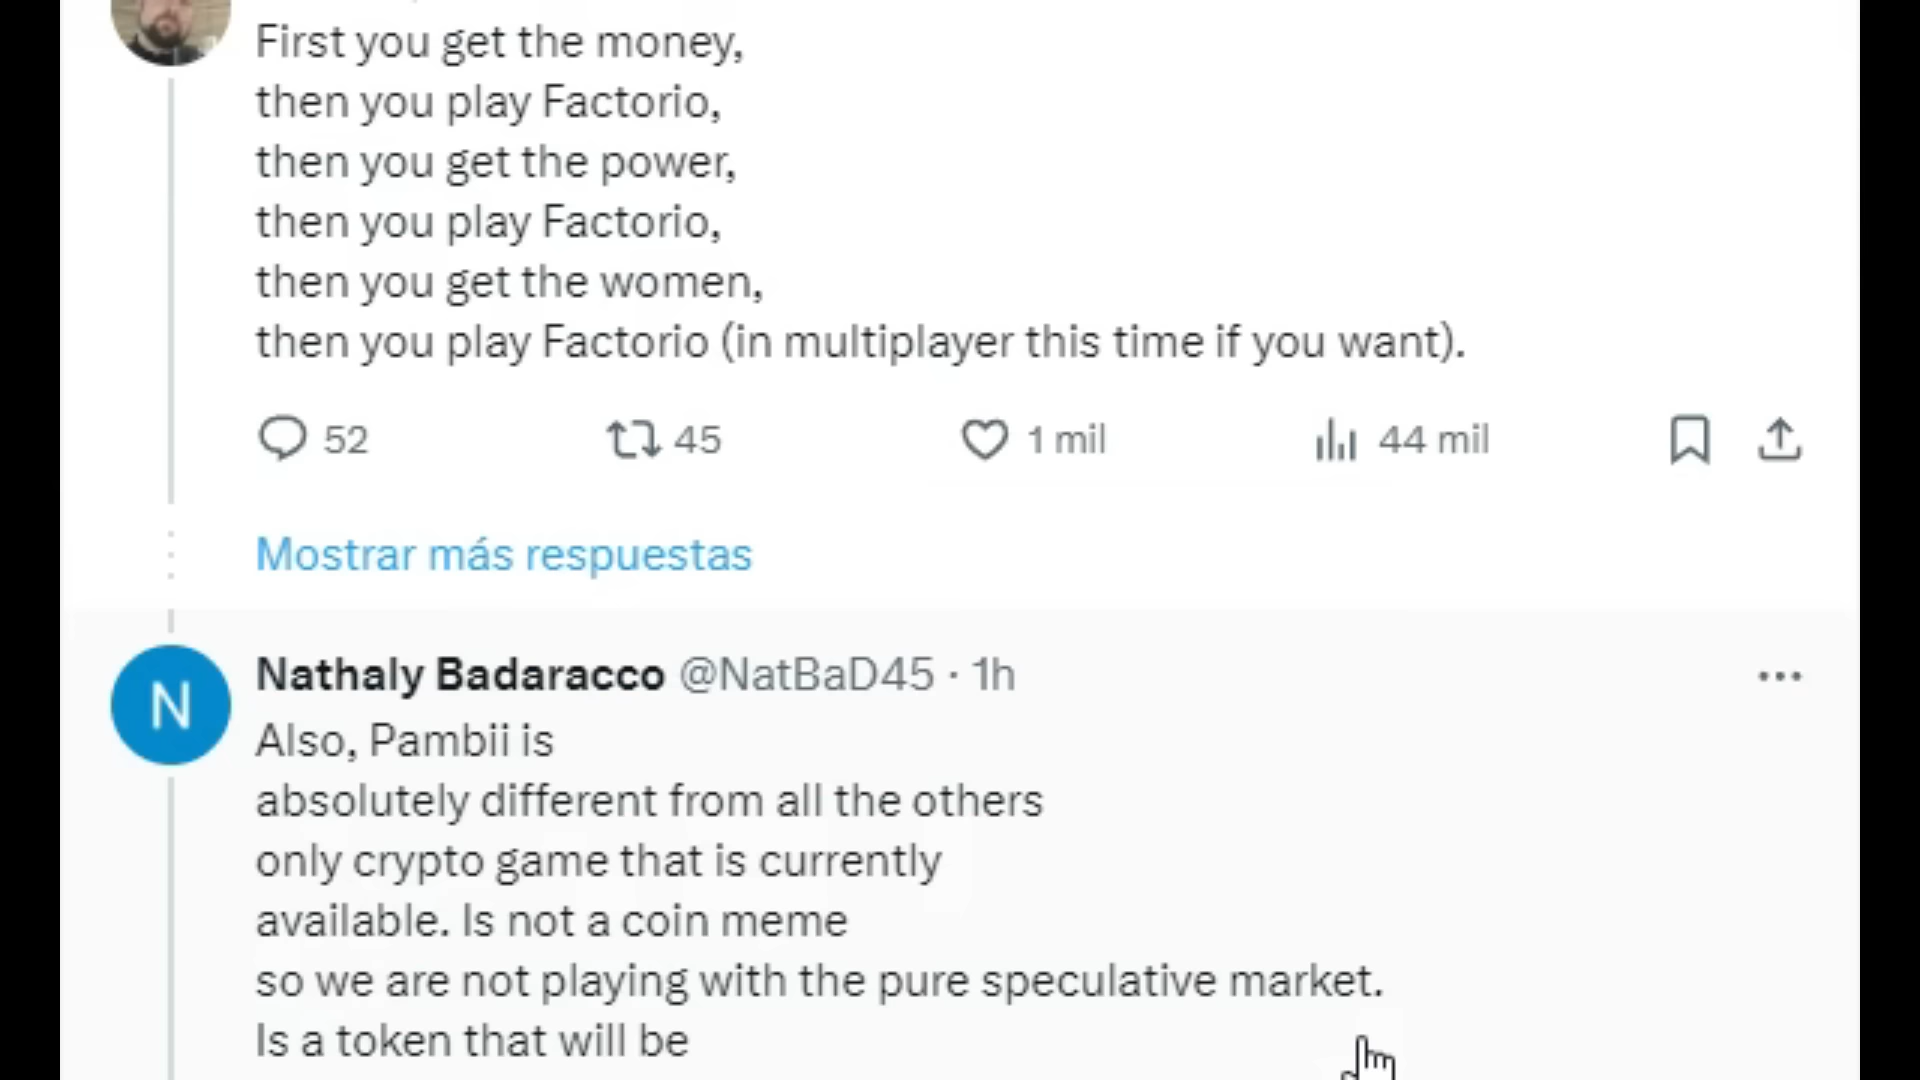 First you get the money,
then you play Factorio,
then you get the power,
then you play Factorio,
then you get the women,
then you play Factorio (in multiplayer this time if you want).
52 45 1 mil 44 mil
Mostrar más respuestas
N
Nathaly Badaracco @NatBaD45 · 1h
Also, Pambii is
absolutely different from all the others
only crypto game that is currently
available. Is not a coin meme
so we are not playing with the pure speculative market.
Is a token that will be